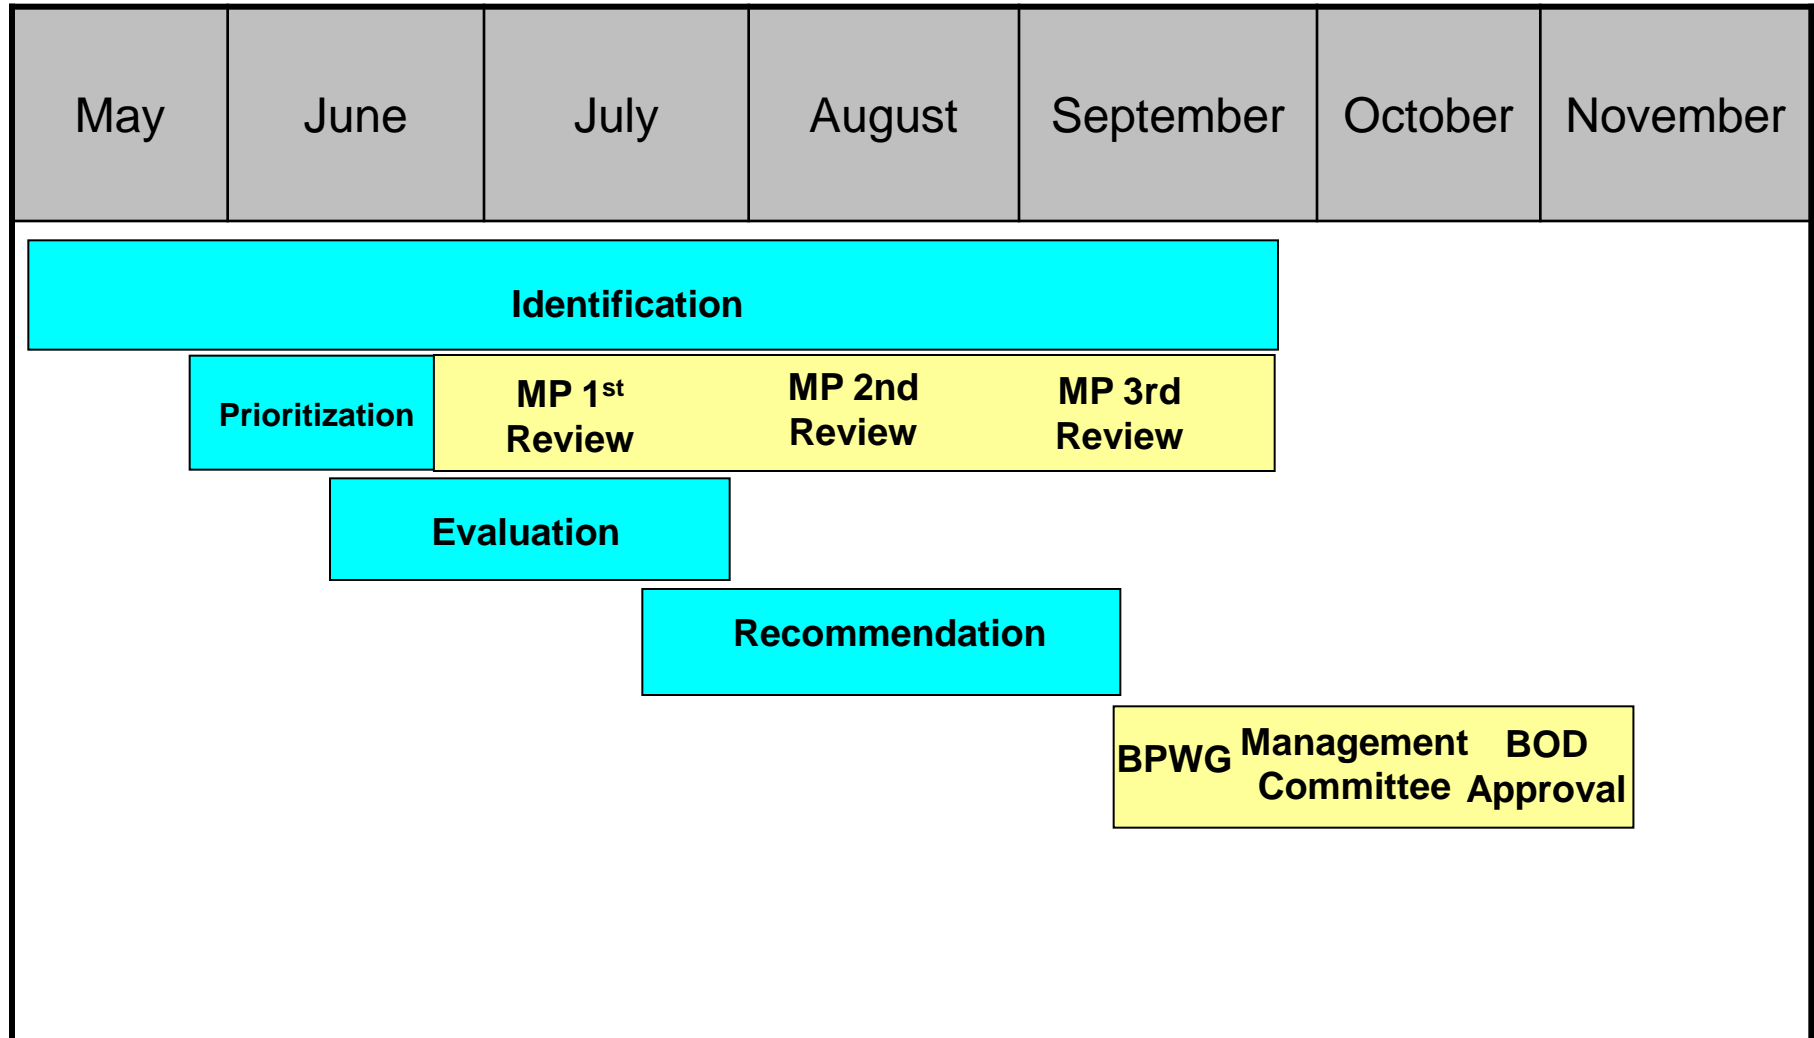 May June July August September October November
Identification
Prioritization
MP 1st
Review
MP 2nd
Review
MP 3rd
Review
Evaluation
Recommendation
BPWG
Management
Committee
BOD
Approval